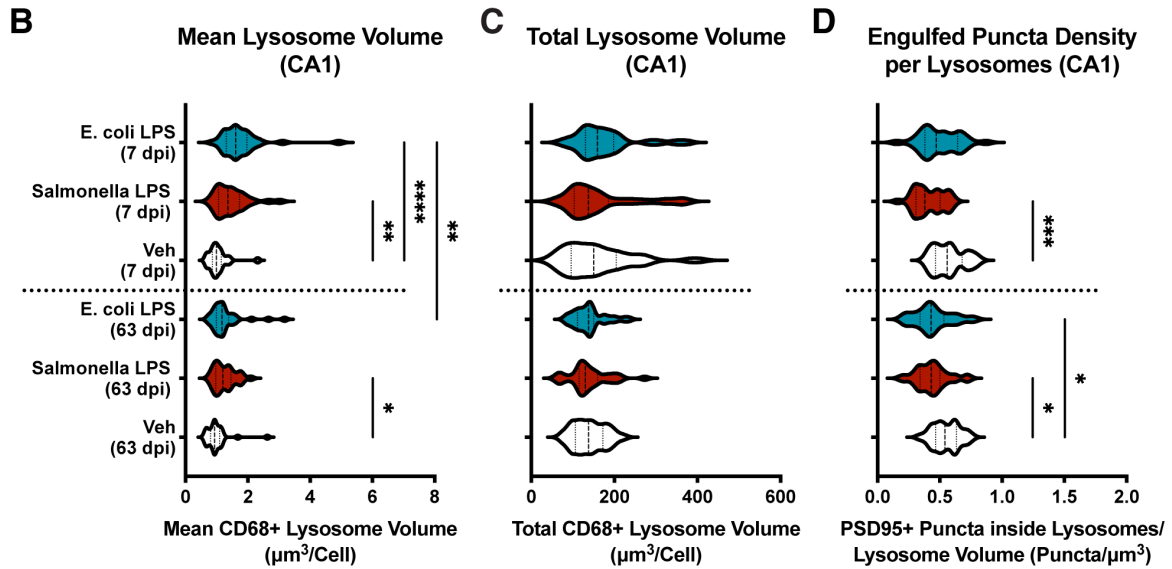 B
Mean Lysosome Volume
(CA1)
E. coli LPS
(7 dpi)
Salmonella LPS
(7 dpi)
Veh
(7 dpi)
E. coli LPS
(63 dpi)
Salmonella LPS
(63 dpi)
Veh
(63 dpi)
**
****
**
*
0
2
4
6
8
Mean CD68+ Lysosome Volume
(µm³/Cell)
C
Total Lysosome Volume
(CA1)
0
200
400
600
Total CD68+ Lysosome Volume
(µm³/Cell)
D
Engulfed Puncta Density
per Lysosomes (CA1)
***
*
*
0.0
0.5
1.0
1.5
2.0
PSD95+ Puncta inside Lysosomes/
Lysosome Volume (Puncta/µm³)